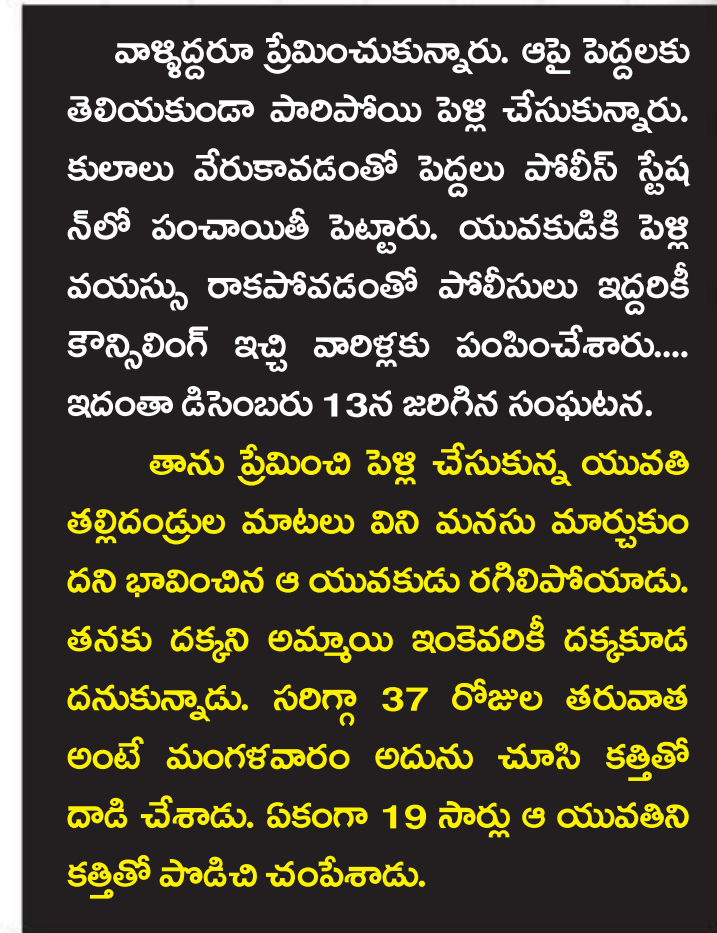 వాళ్ళిద్దరూ ప్రేమించుకున్నారు. ఆపై పెద్దలకు
తెలియకుండా పారిపోయి పెళ్లి చేసుకున్నారు.
కులాలు వేరుకావడంతో పెద్దలు పోలీస్ స్టేష
న్‌లో పంచాయితీ పెట్టారు. యువకుడికి పెళ్లి
వయస్సు రాకపోవడంతో పోలీసులు ఇద్దరికీ
కౌన్సిలింగ్ ఇచ్చి వారిళ్లకు పంపించేశారు....
ఇదంతా డిసెంబరు 13న జరిగిన సంఘటన.
తాను ప్రేమించి పెళ్లి చేసుకున్న యువతి
తల్లిదండ్రుల మాటలు విని మనసు మార్చుకుం
దని భావించిన ఆ యువకుడు రగిలిపోయాడు.
తనకు దక్కని అమ్మాయి ఇంకెవరికీ దక్కకూడ
దనుకున్నాడు. సరిగ్గా 37 రోజుల తరువాత
అంటే మంగళవారం అదును చూసి కత్తితో
దాడి చేశాడు. ఏకంగా 19 సార్లు ఆ యువతిని
కత్తితో పొడిచి చంపేశాడు.